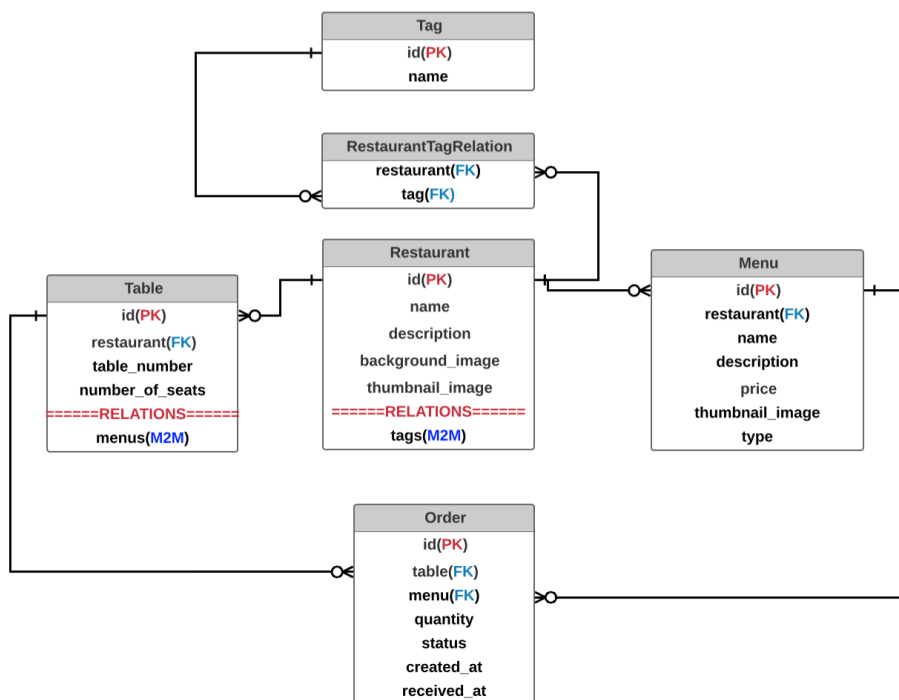 Tag
id(PK)
name
RestaurantTagRelation
restaurant(FK)
tag(FK)
Restaurant
id(PK)
name
description
background_image
thumbnail_image
======RELATIONS======
tags(M2M)
Table
id(PK)
restaurant(FK)
table_number
number_of_seats
======RELATIONS======
menus(M2M)
Menu
id(PK)
restaurant(FK)
name
description
price
thumbnail_image
type
Order
id(PK)
table(FK)
menu(FK)
quantity
status
created_at
received_at